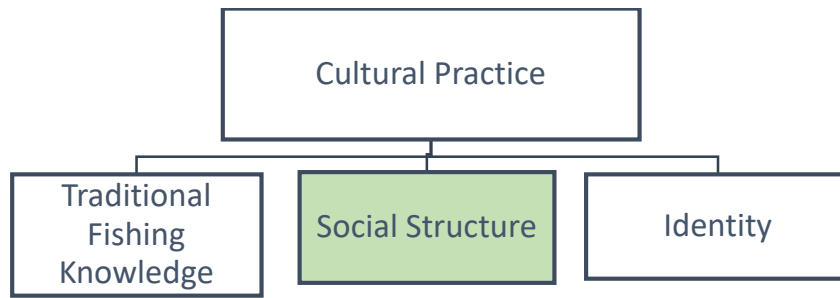 Cultural Practice
Traditional
Fishing
Knowledge
Social Structure
Identity